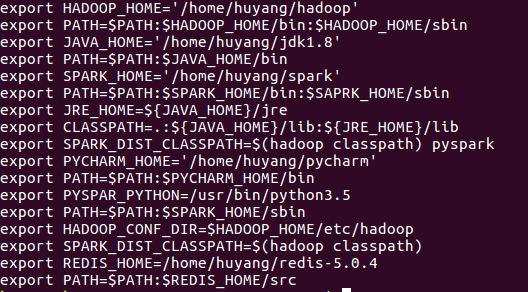 export HADOOP_HOME='/home/huyang/hadoop'
export PATH=$PATH:$HADOOP_HOME/bin:$HADOOP_HOME/sbin
export JAVA_HOME='/home/huyang/jdk1.8'
export PATH=$PATH:$JAVA_HOME/bin
export SPARK_HOME='/home/huyang/spark'
export PATH=$PATH:$SPARK_HOME/bin:$SAPRK_HOME/sbin
export JRE_HOME=${JAVA_HOME}/jre
export CLASSPATH=.:${JAVA_HOME}/lib:${JRE_HOME}/lib
export SPARK_DIST_CLASSPATH=$(hadoop classpath) pyspark
export PYCHARM_HOME='/home/huyang/pycharm'
export PATH=$PATH:$PYCHARM_HOME/bin
export PYSPAR_PYTHON=/usr/bin/python3.5
export PATH=$PATH:$SPARK_HOME/sbin
export HADOOP_CONF_DIR=$HADOOP_HOME/etc/hadoop
export SPARK_DIST_CLASSPATH=$(hadoop classpath)
export REDIS_HOME=/home/huyang/redis-5.0.4
export PATH=$PATH:$REDIS_HOME/src